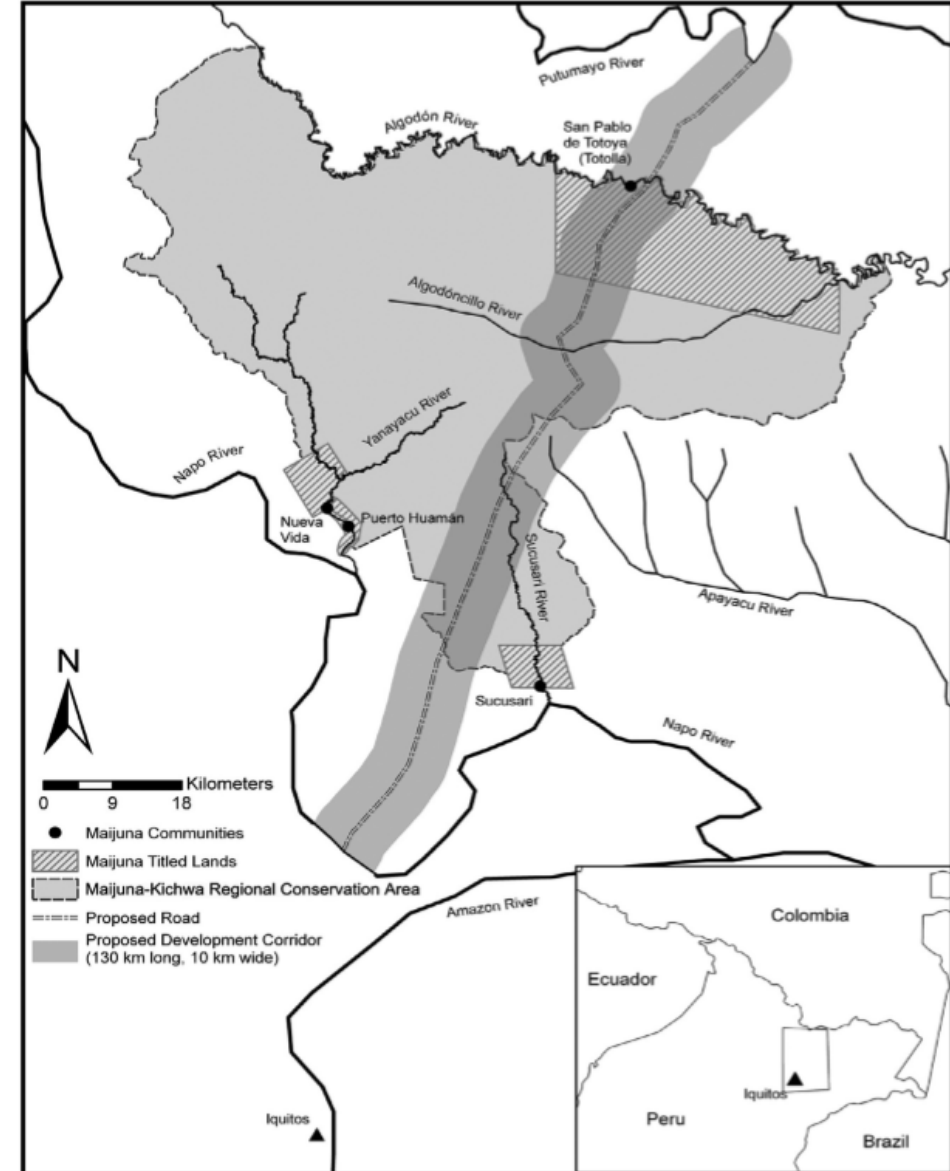 Putumayo River
Algodón River
San Pablo
de Totoya
(Totolla)
Algodóncillo River
Yanayacu River
Napo River
Nueva
Vida
Puerto Huamán
Sucusari River
Apayacu River
Sucusari
Napo River
N
Kilometers
0 9 18
Maijuna Communities
Maijuna Titled Lands
Maijuna-Kichwa Regional Conservation Area
Proposed Road
Proposed Development Corridor
(130 km long, 10 km wide)
Amazon River
Iquitos
Colombia
Ecuador
Iquitos
Peru
Brazil